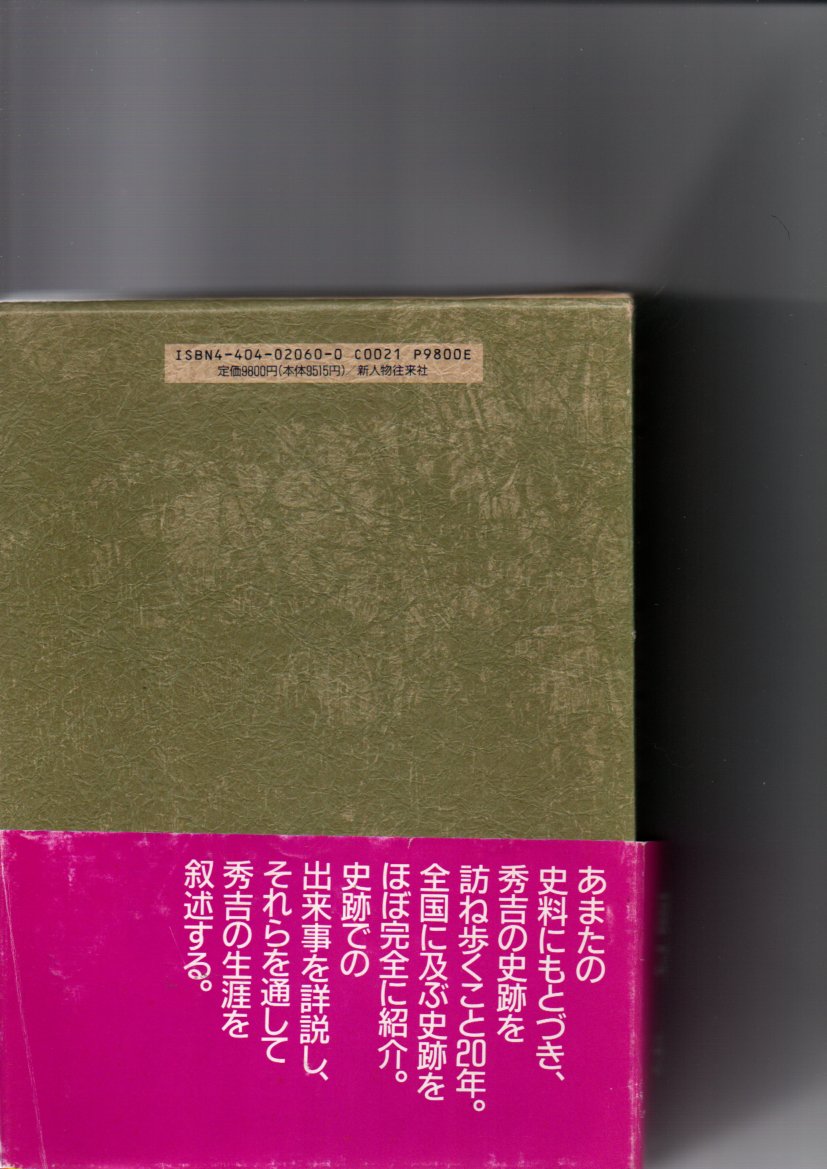 ISBN4-404-02060-0 C0021 P9800E
定価9800円(本体9515円) 新人物往来社
あまたの
史料にもとづき、
秀吉の史跡を
訪ね歩くこと20年。
全国に及ぶ史跡を
ほぼ完全に紹介。
史跡での
出来事を詳説し、
それらを通して
秀吉の生涯を
叙述する。